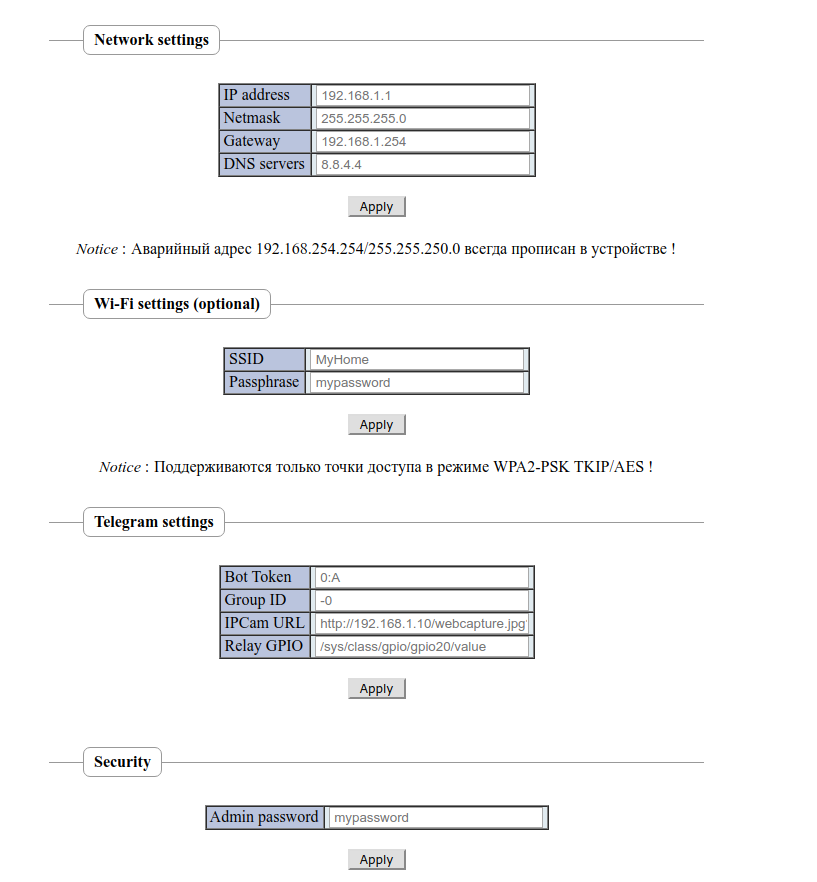 Network settings
IP address 192.168.1.1
Netmask 255.255.255.0
Gateway 192.168.1.254
DNS servers 8.8.4.4
Apply
Notice : Аварийный адрес 192.168.254.254/255.255.250.0 всегда прописан в устройстве !
Wi-Fi settings (optional)
SSID MyHome
Passphrase mypassword
Apply
Notice : Поддерживаются только точки доступа в режиме WPA2-PSK TKIP/AES !
Telegram settings
Bot Token 0:A
Group ID -0
IPCam URL http://192.168.1.10/webcapture.jpg
Relay GPIO /sys/class/gpio/gpio20/value
Apply
Security
Admin password mypassword
Apply